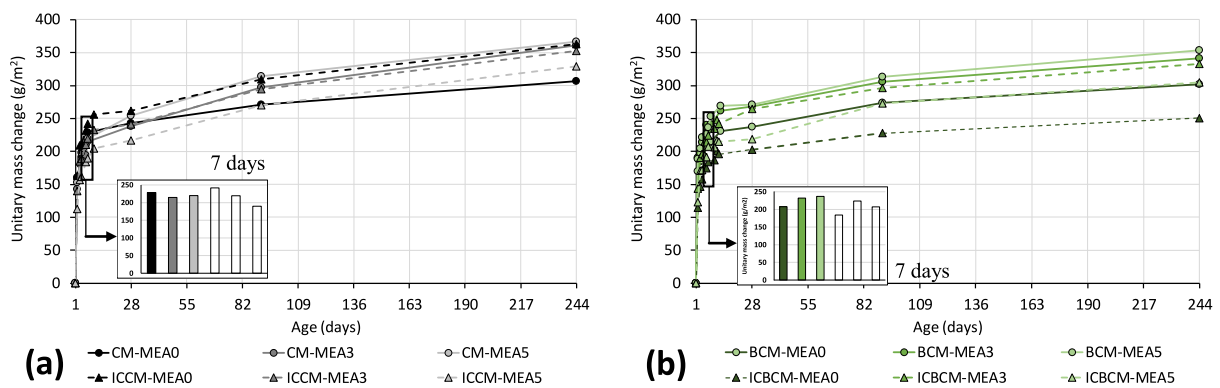 400
350
300
250
200
150
100
50
0
Unitary mass change (g/m²)
7 days
250
200
150
100
50
0
1 28 55 82 109 136 163 190 217 244
Age (days)
(a)
CM-MEA0 CM-MEA3 CM-MEA5
ICCM-MEA0 ICCM-MEA3 ICCM-MEA5
400
350
300
250
200
150
100
50
0
Unitary mass change (g/m²)
250
200
150
100
50
0
Unitary mass change (g/m2)
7 days
1 28 55 82 109 136 163 190 217 244
Age (days)
(b)
BCM-MEA0 BCM-MEA3 BCM-MEA5
ICBCM-MEA0 ICBCM-MEA3 ICBCM-MEA5